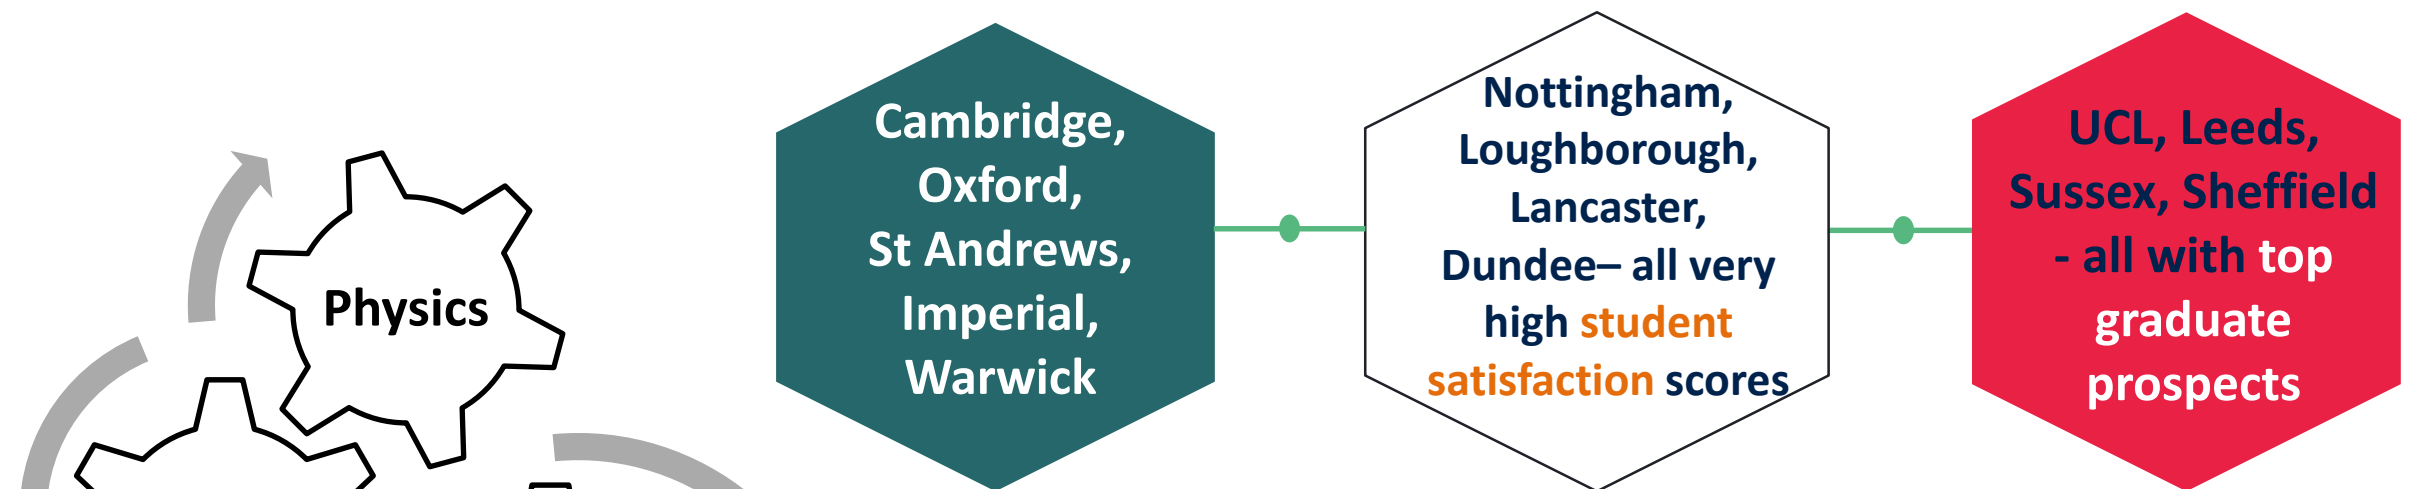 Physics
Cambridge,
Oxford,
St Andrews,
Imperial,
Warwick
Nottingham,
Loughborough,
Lancaster,
Dundee– all very
high student
satisfaction scores
UCL, Leeds,
Sussex, Sheffield
- all with top
graduate
prospects